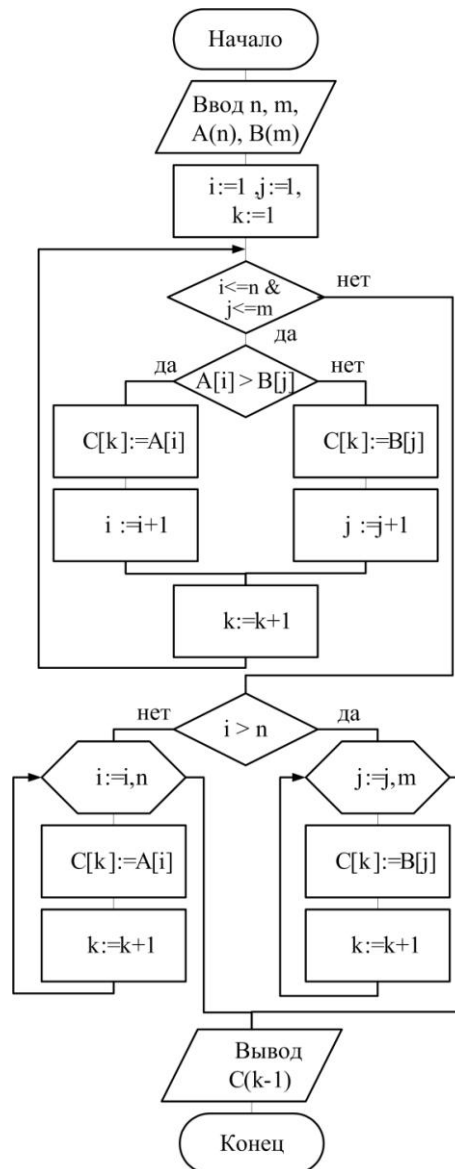 Начало
Ввод n, m,
A(n), B(m)
i:=1 ,j:=1,
k:=1
i<=n &
j<=m
нет
да
A[i] > B[j]
да
нет
C[k]:=A[i]
C[k]:=B[j]
i :=i+1
j :=j+1
k:=k+1
i > n
нет
да
i:=i,n
j:=j,m
C[k]:=A[i]
C[k]:=B[j]
k:=k+1
k:=k+1
Вывод
C(k-1)
Конец